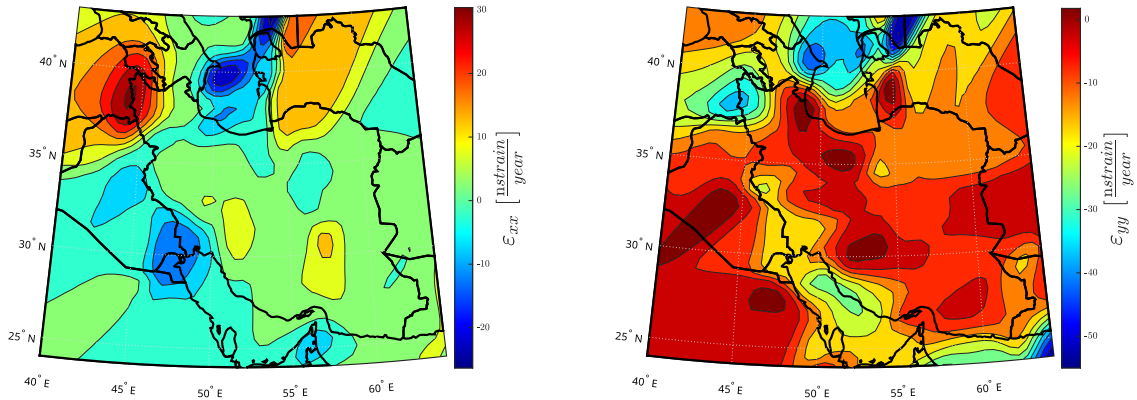 40° N
35° N
30° N
25° N
40° E
45° E
50° E
55° E
60° E
30
20
10
0
-10
-20
ε_xx [nstrain/year]
40° N
35° N
30° N
25° N
40° E
45° E
50° E
55° E
60° E
0
-10
-20
-30
-40
-50
ε_yy [nstrain/year]